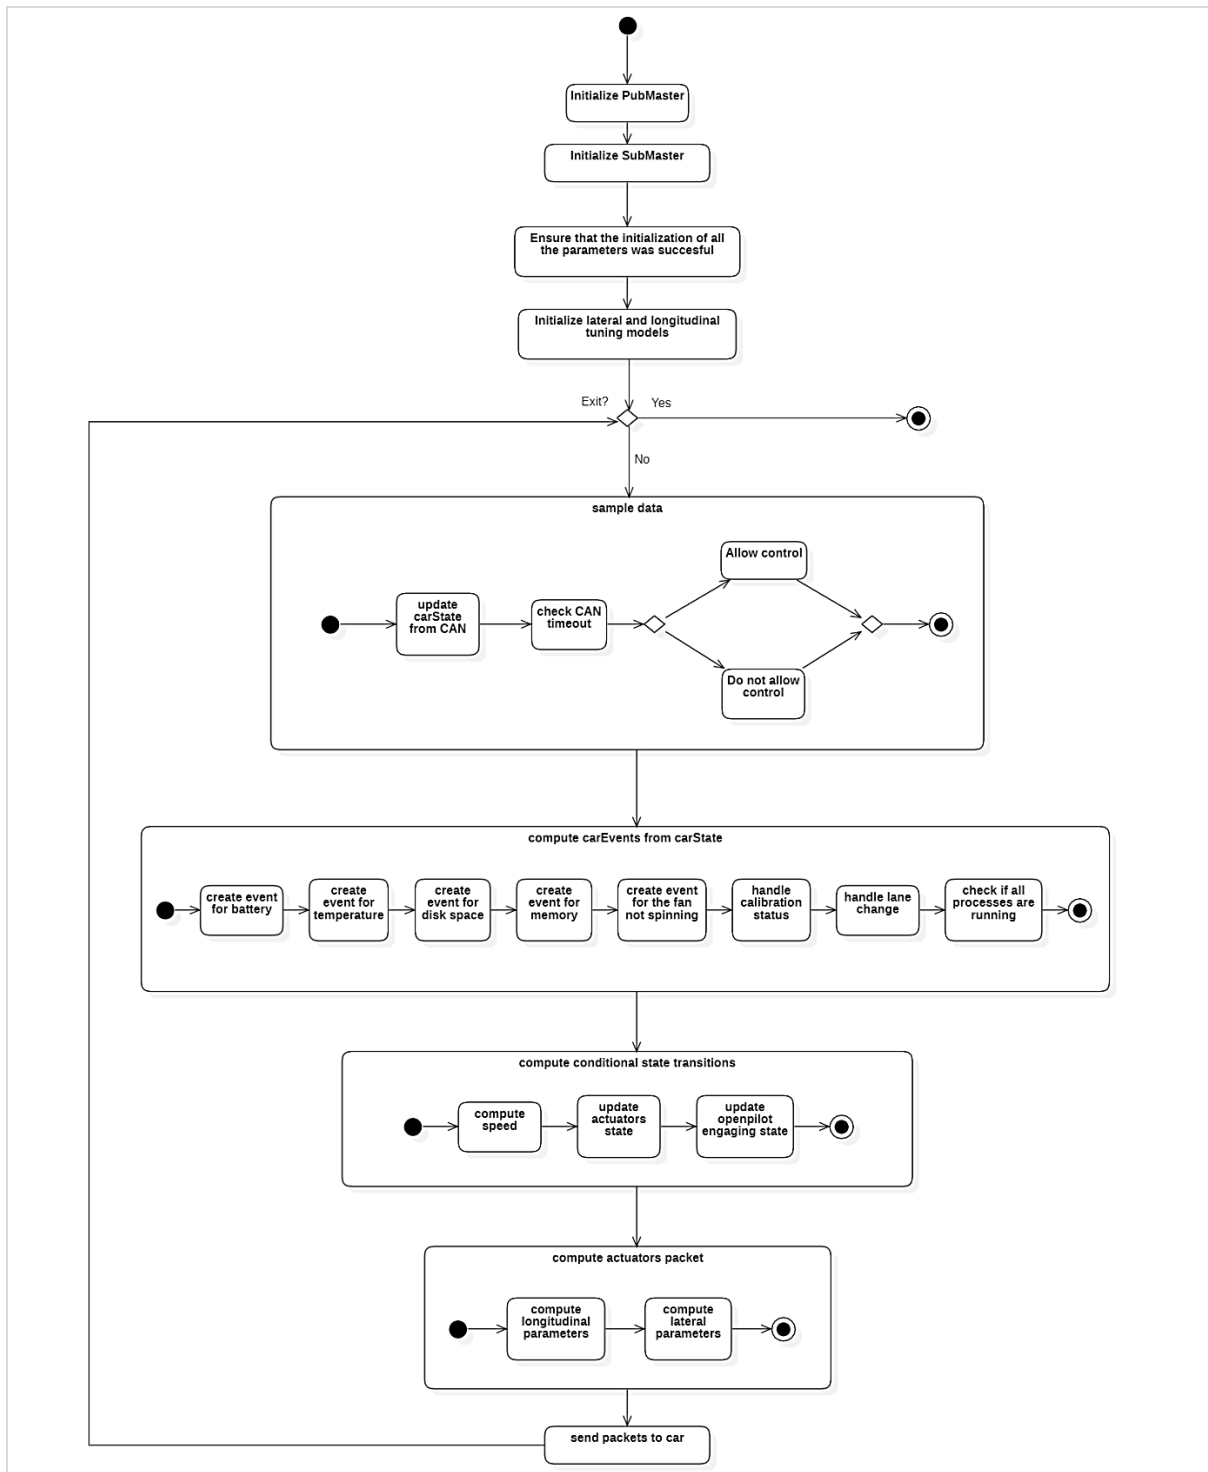 Initialize PubMaster
Initialize SubMaster
Ensure that the initialization of all
the parameters was succesful
Initialize lateral and longitudinal
tuning models
Exit?
Yes
No
sample data
Allow control
update
carState
from CAN
check CAN
timeout
Do not allow
control
compute carEvents from carState
create event
for battery
create
event for
temperature
create
event for
disk space
create
event for
memory
create event
for the fan
not spinning
handle
calibration
status
handle lane
change
check if all
processes are
running
compute conditional state transitions
compute
speed
update
actuators
state
update
openpilot
engaging state
compute actuators packet
compute
longitudinal
parameters
compute
lateral
parameters
send packets to car